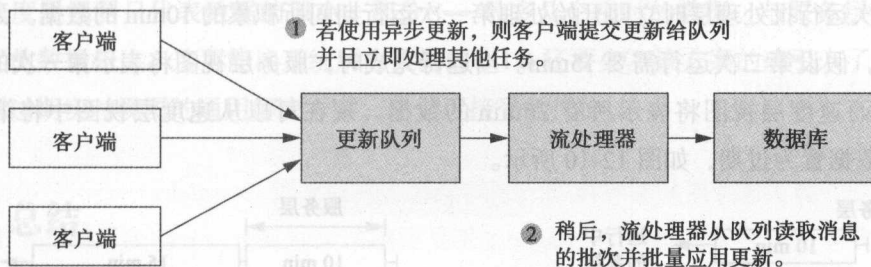 客户端
客户端
客户端
❶ 若使用异步更新，则客户端提交更新给队列
并且立即处理其他任务。
更新队列
流处理器
数据库
❷ 稍后，流处理器从队列读取消息
的批次并批量应用更新。